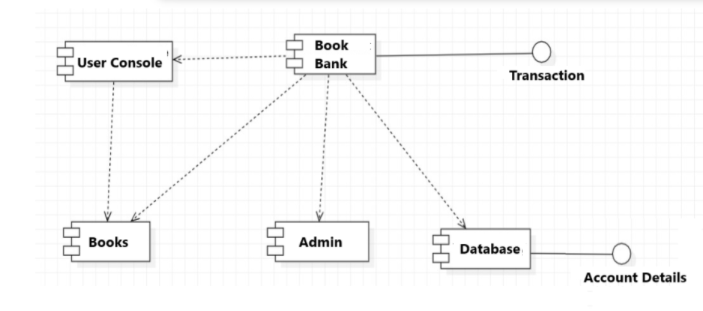 User Console
Book
Bank
Transaction
Books
Admin
Database
Account Details